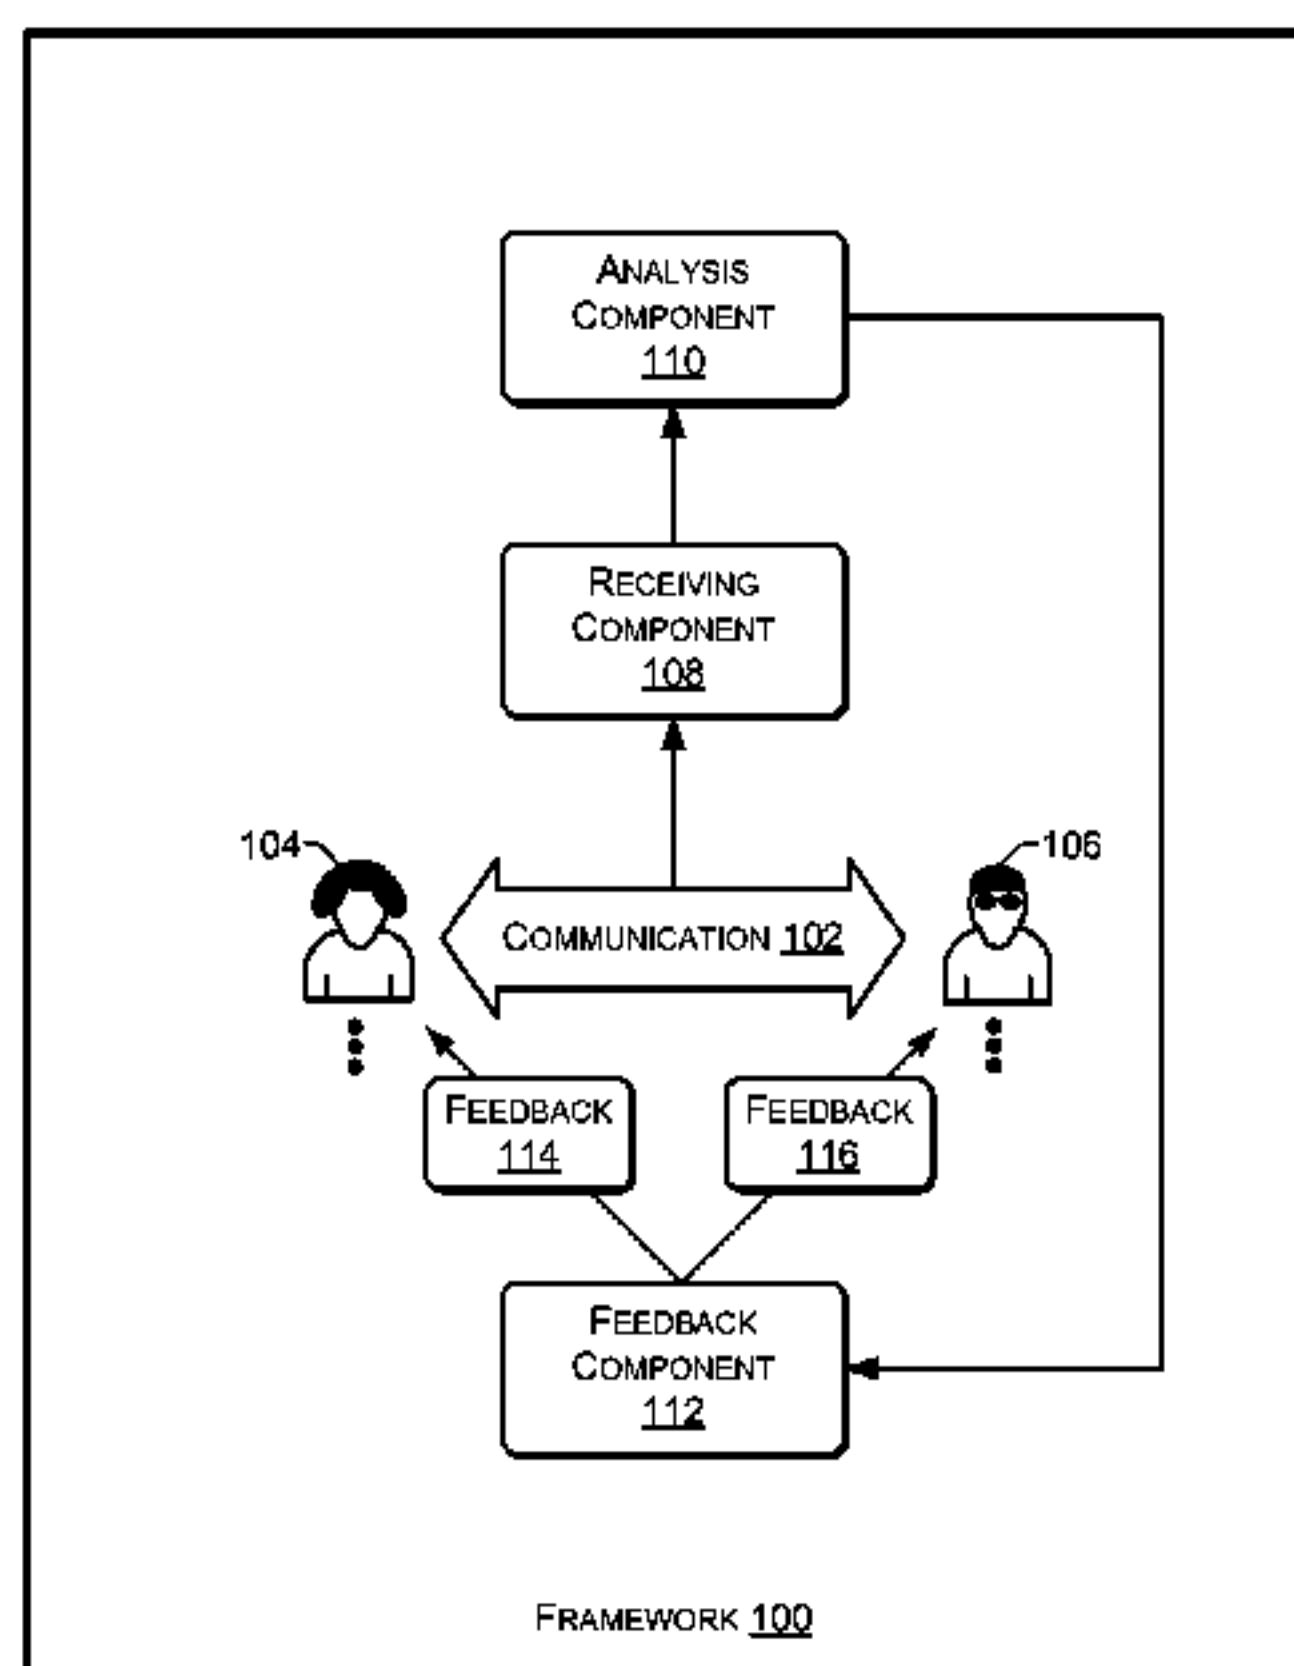 ANALYSIS
COMPONENT
110
RECEIVING
COMPONENT
108
104
106
COMMUNICATION 102
FEEDBACK
114
FEEDBACK
116
FEEDBACK
COMPONENT
112
FRAMEWORK 100